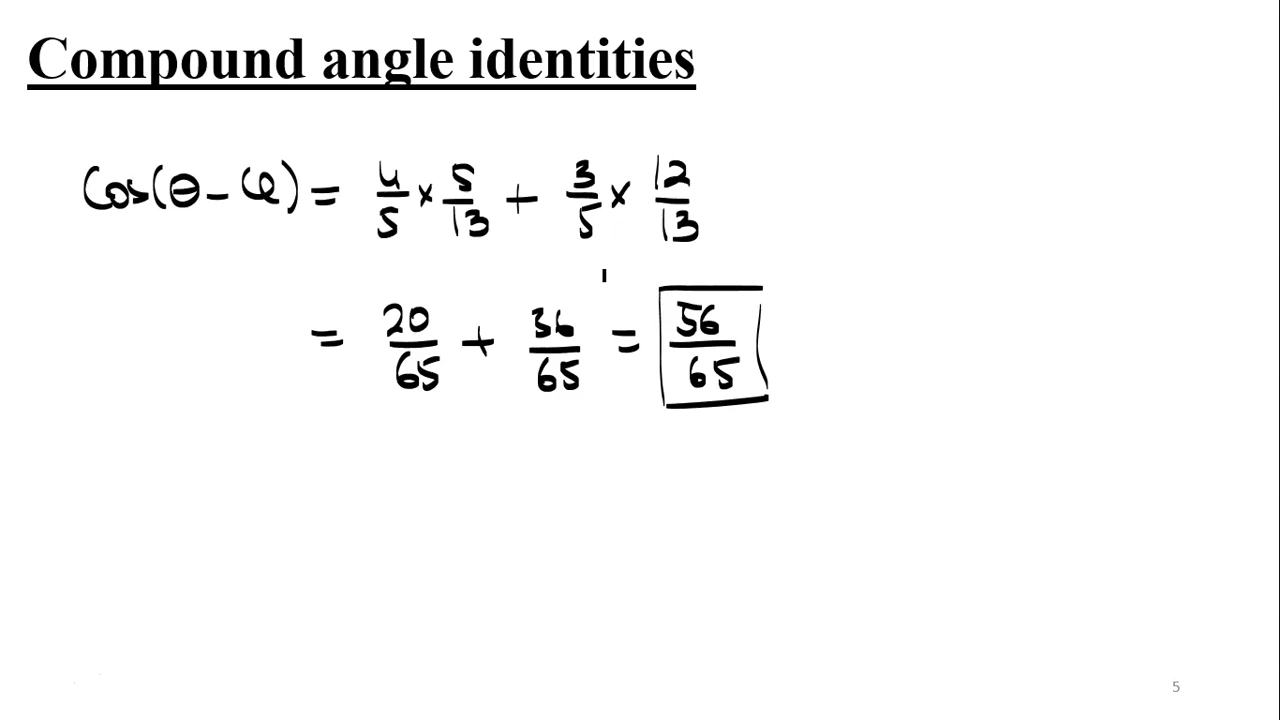 Compound angle identities
Cos(θ - φ) = 4/5 × 5/13 + 3/5 × 12/13
= 20/65 + 36/65 = 56/65
5